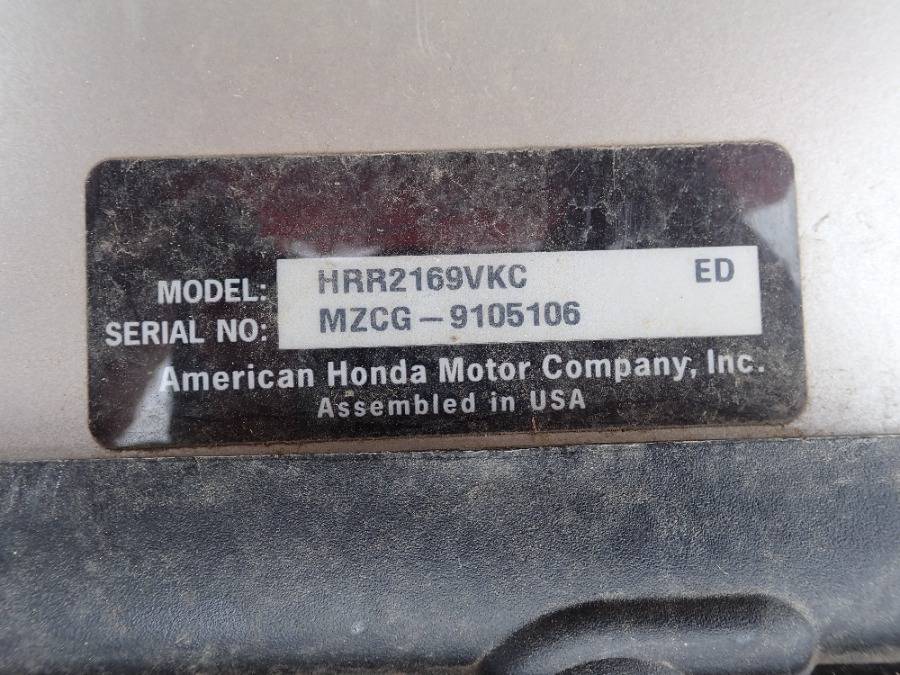 MODEL: HRR2169VKC ED
SERIAL NO: MZCG-9105106
American Honda Motor Company, Inc.
Assembled in USA